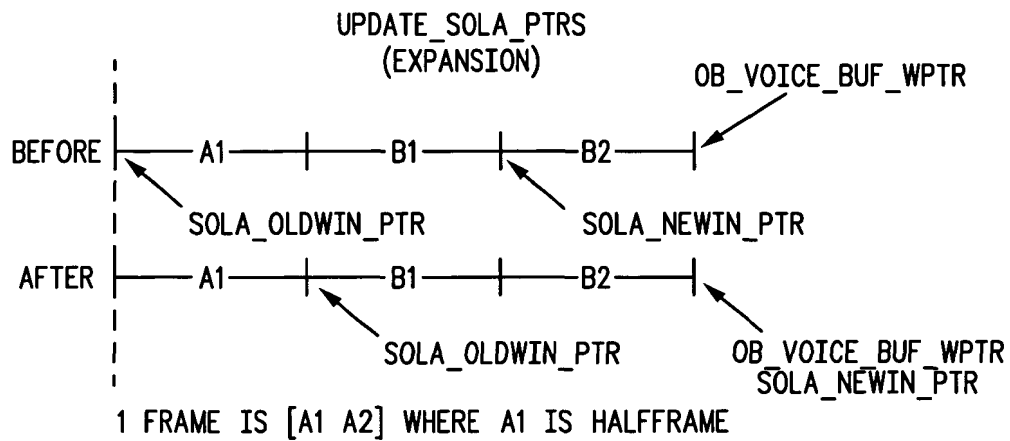 UPDATE_SOLA_PTRS
(EXPANSION)
OB_VOICE_BUF_WPTR
BEFORE A1 B1 B2
SOLA_OLDWIN_PTR SOLA_NEWIN_PTR
AFTER A1 B1 B2
SOLA_OLDWIN_PTR OB_VOICE_BUF_WPTR
SOLA_NEWIN_PTR
1 FRAME IS [A1 A2] WHERE A1 IS HALFFRAME